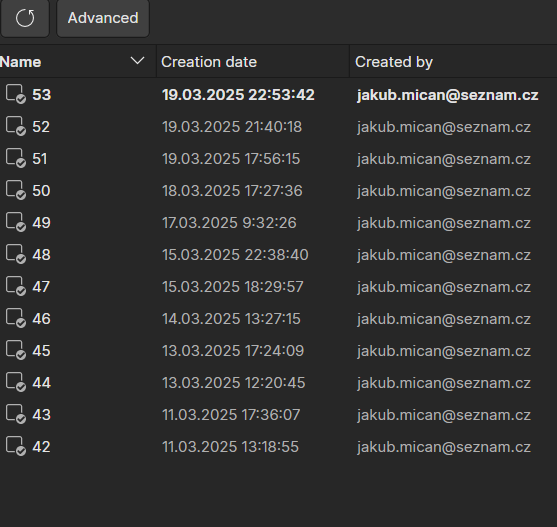 Advanced
Name Creation date Created by
53 19.03.2025 22:53:42 jakub.mican@seznam.cz
52 19.03.2025 21:40:18 jakub.mican@seznam.cz
51 19.03.2025 17:56:15 jakub.mican@seznam.cz
50 18.03.2025 17:27:36 jakub.mican@seznam.cz
49 17.03.2025 9:32:26 jakub.mican@seznam.cz
48 15.03.2025 22:38:40 jakub.mican@seznam.cz
47 15.03.2025 18:29:57 jakub.mican@seznam.cz
46 14.03.2025 13:27:15 jakub.mican@seznam.cz
45 13.03.2025 17:24:09 jakub.mican@seznam.cz
44 13.03.2025 12:20:45 jakub.mican@seznam.cz
43 11.03.2025 17:36:07 jakub.mican@seznam.cz
42 11.03.2025 13:18:55 jakub.mican@seznam.cz